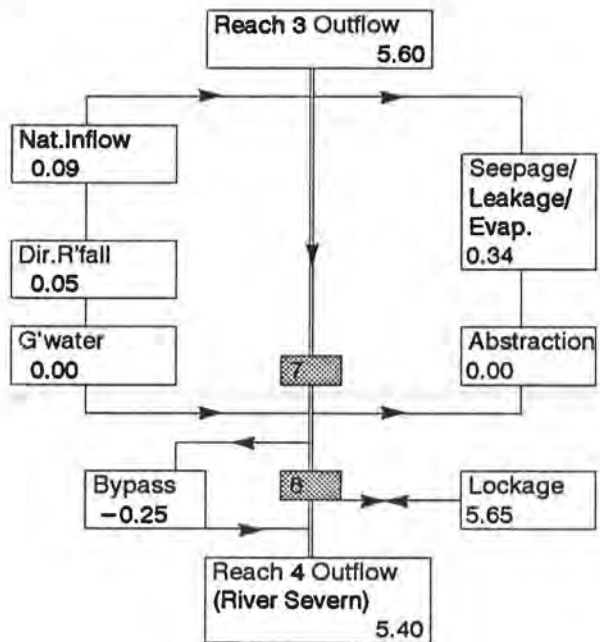 Reach 3 Outflow
5.60
Nat.Inflow
0.09
Seepage/
Leakage/
Evap.
0.34
Dir.R'fall
0.05
G'water
0.00
Abstraction
0.00
7
Bypass
−0.25
8
Lockage
5.65
Reach 4 Outflow
(River Severn)
5.40